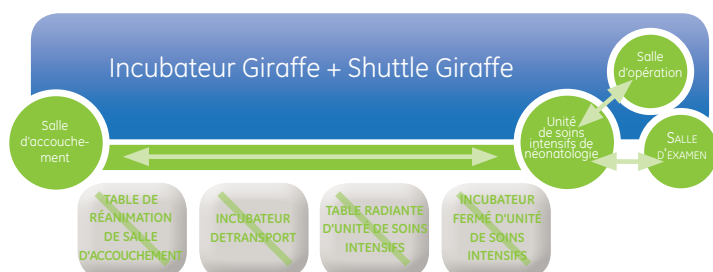 Incubateur Giraffe + Shuttle Giraffe
Salle
d'opération
Salle
d'accouche-
ment
Unité
de soins
intensifs de
néonatologie
SALLE
D'EXAMEN
TABLE DE
RÉANIMATION
DE SALLE
D'ACCOUCHEMENT
INCUBATEUR
DETRANSPORT
TABLE RADIANTE
D'UNITÉ DE SOINS
INTENSIFS
INCUBATEUR
FERMÉ D'UNITÉ
DE SOINS
INTENSIFS